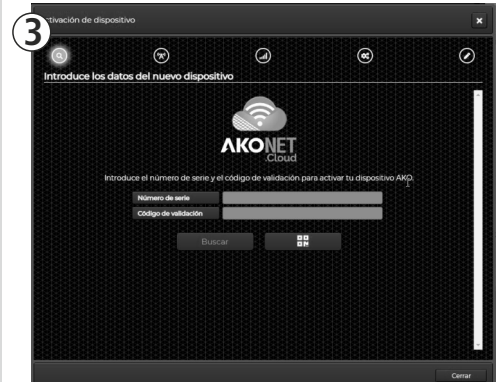 3
ctivación de dispositivo
Introduce los datos del nuevo dispositivo
AKONET
.Cloud
Introduce el número de serie y el código de validación para activar tu dispositivo AKO.
Número de serie
Código de validación
Buscar
Cerrar